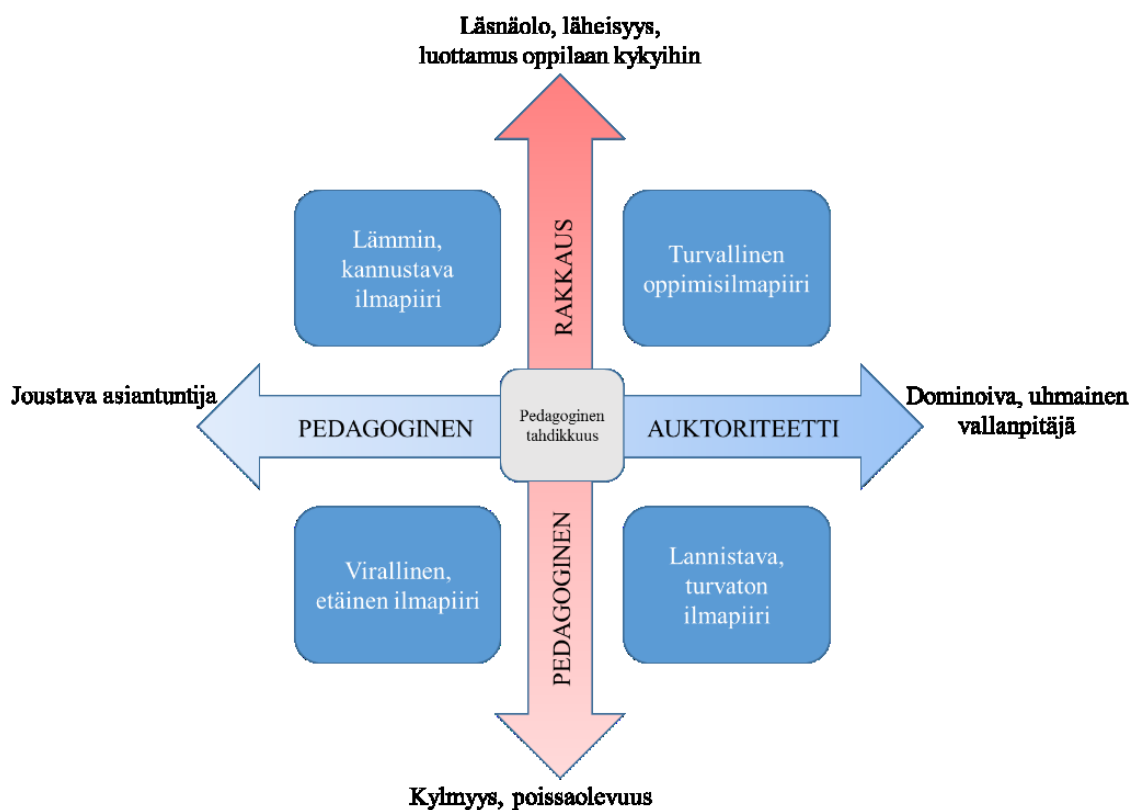 Läsnäolo, läheisyys,
luottamus oppilaan kykyihin
RAKKAUS
Lämmin,
kannustava
ilmapiiri
Turvallinen
oppimisilmapiiri
Joustava asiantuntija
PEDAGOGINEN
Pedagoginen
tahdikkuus
AUKTORITEETTI
Dominoiva, uhmainen
vallanpitäjä
Virallinen,
etäinen ilmapiiri
PEDAGOGINEN
Lannistava,
turvaton
ilmapiiri
Kylmyys, poissaolevuus